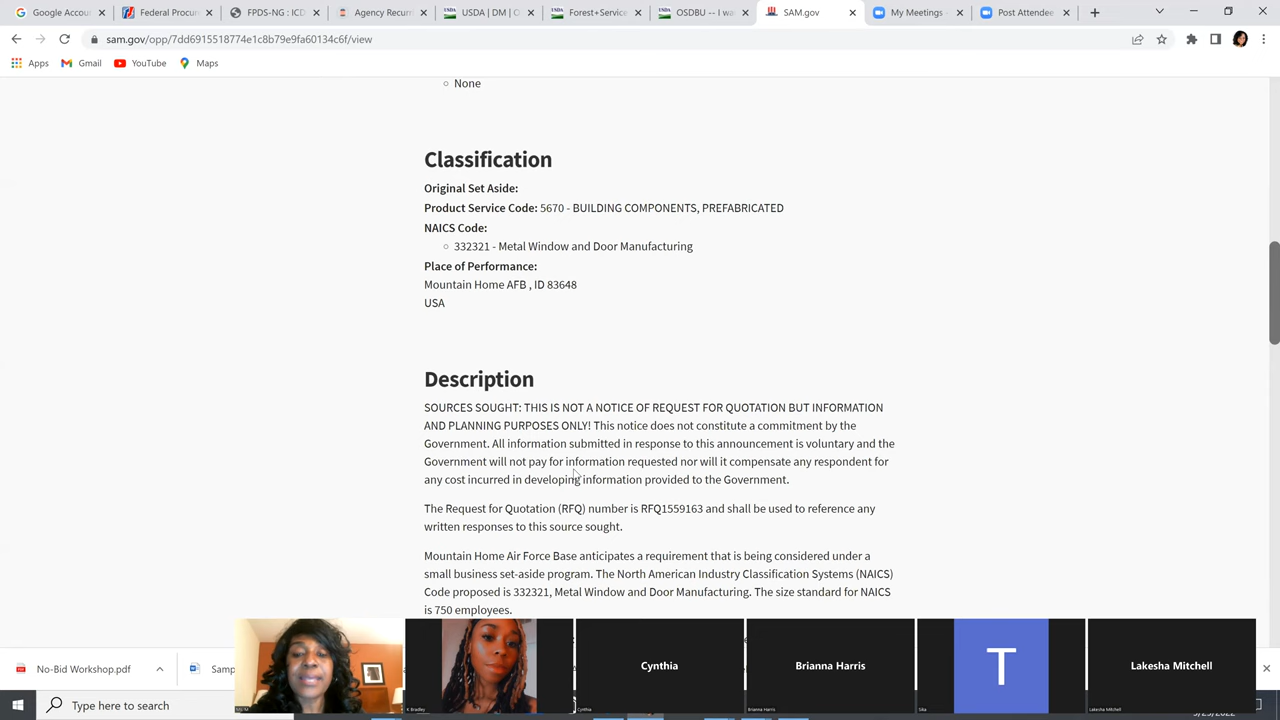 Google Accou
Federal Procur
FPDS-NG : ICD
Agency Recurr
USDA | DM | O
Forest+Service
OSDBU -- I wa
SAM.gov
My Meetings -
Post Attendee
sam.gov/opp/7dd6915518774e1c8b79e9fa60134c6f/view
Apps
Gmail
YouTube
Maps
None
Classification
Original Set Aside:
Product Service Code: 5670 - BUILDING COMPONENTS, PREFABRICATED
NAICS Code:
332321 - Metal Window and Door Manufacturing
Place of Performance:
Mountain Home AFB , ID 83648
USA
Description
SOURCES SOUGHT: THIS IS NOT A NOTICE OF REQUEST FOR QUOTATION BUT INFORMATION
AND PLANNING PURPOSES ONLY! This notice does not constitute a commitment by the
Government. All information submitted in response to this announcement is voluntary and the
Government will not pay for information requested nor will it compensate any respondent for
any cost incurred in developing information provided to the Government.
The Request for Quotation (RFQ) number is RFQ1559163 and shall be used to reference any
written responses to this source sought.
Mountain Home Air Force Base anticipates a requirement that is being considered under a
small business set-aside program. The North American Industry Classification Systems (NAICS)
Code proposed is 332321, Metal Window and Door Manufacturing. The size standard for NAICS
is 750 employees.
No-Bid Workshop.pdf
Samp
K Bradley
Cynthia
Cynthia
Brianna Harris
Brianna Harris
T
Lakesha Mitchell
Lakesha Mitchell
Type here to search